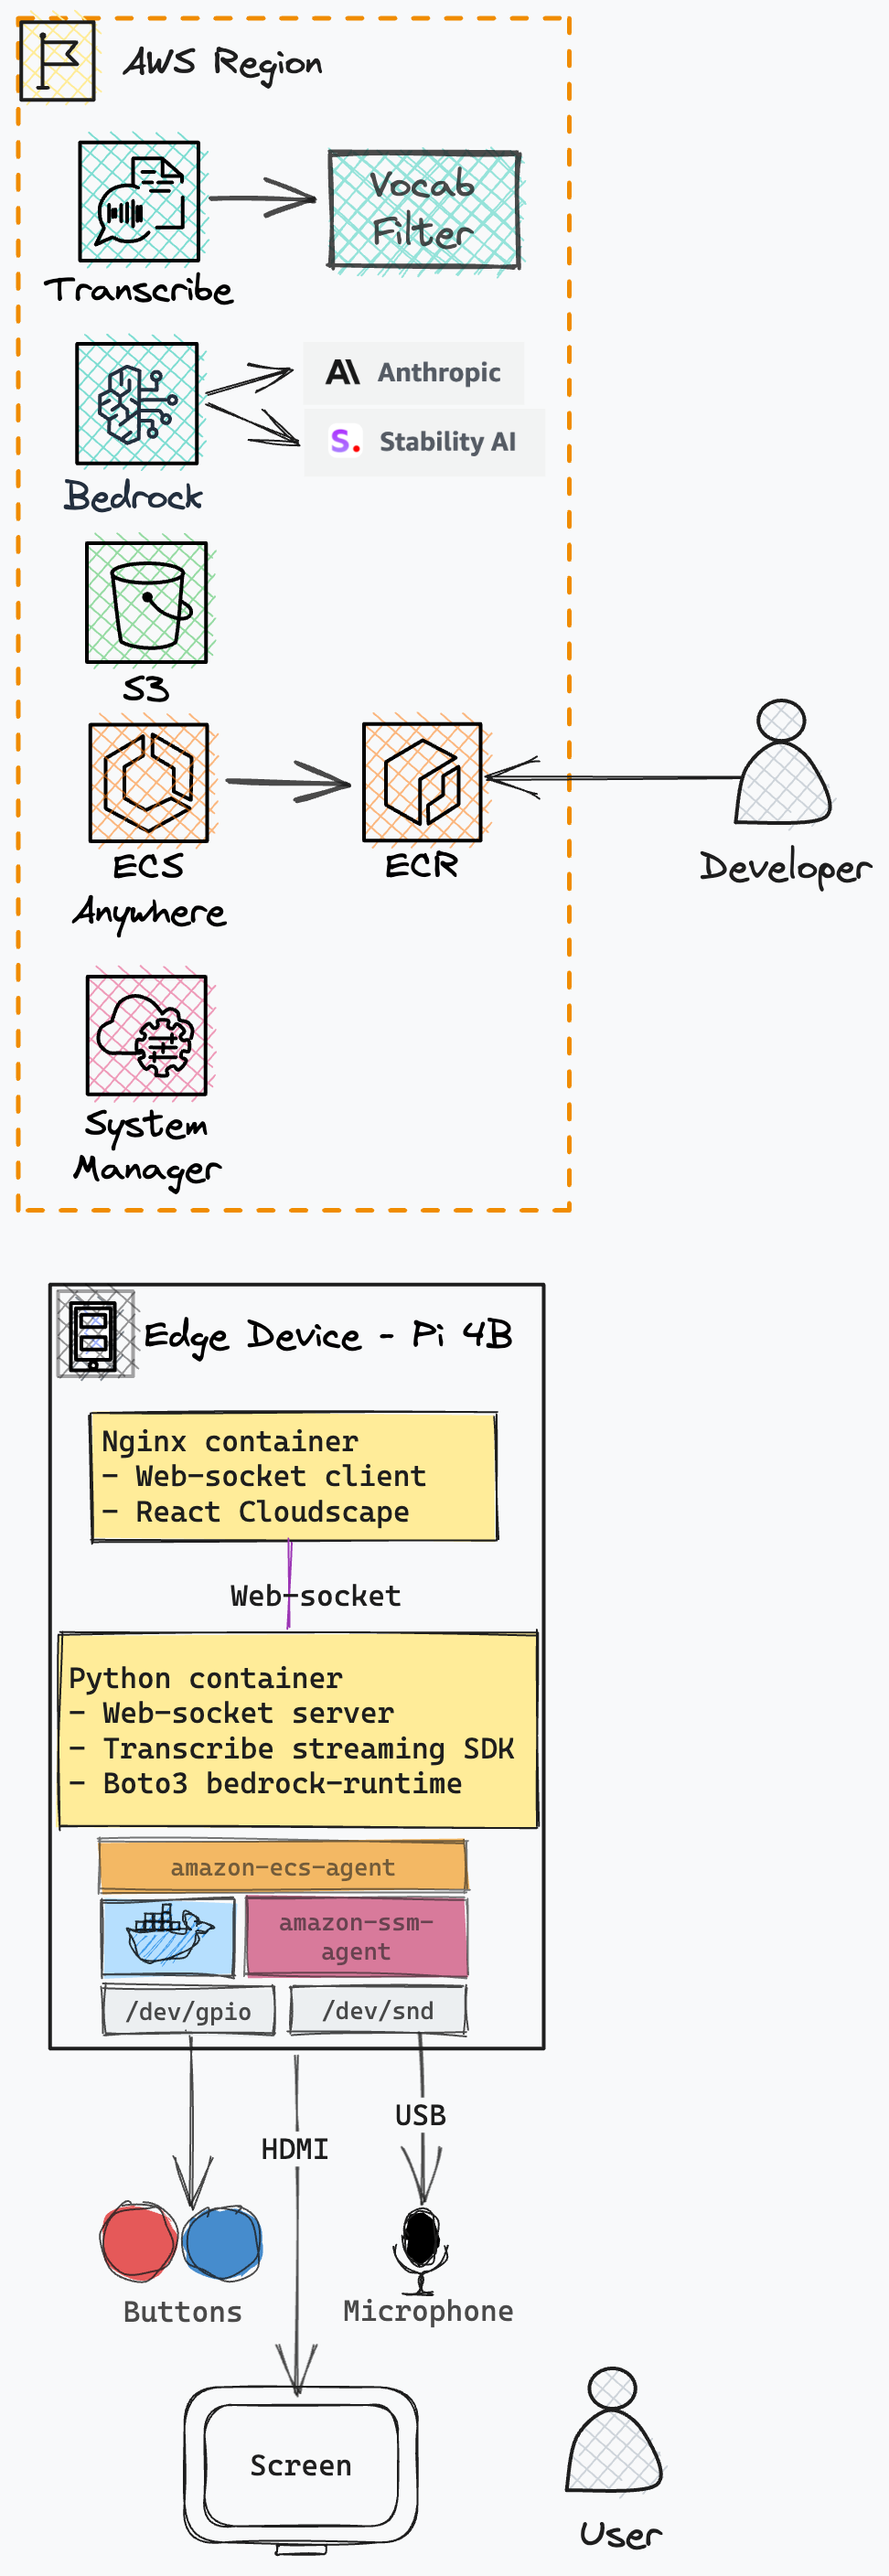 AWS Region
Vocab
Filter
Transcribe
Anthropic
S. Stability AI
Bedrock
S3
ECS
Anywhere
ECR
Developer
System
Manager
Edge Device - Pi 4B
Nginx container
- Web-socket client
- React Cloudscape
Web-socket
Python container
- Web-socket server
- Transcribe streaming SDK
- Boto3 bedrock-runtime
amazon-ecs-agent
amazon-ssm-
agent
/dev/gpio
/dev/snd
USB
HDMI
Buttons
Microphone
Screen
User